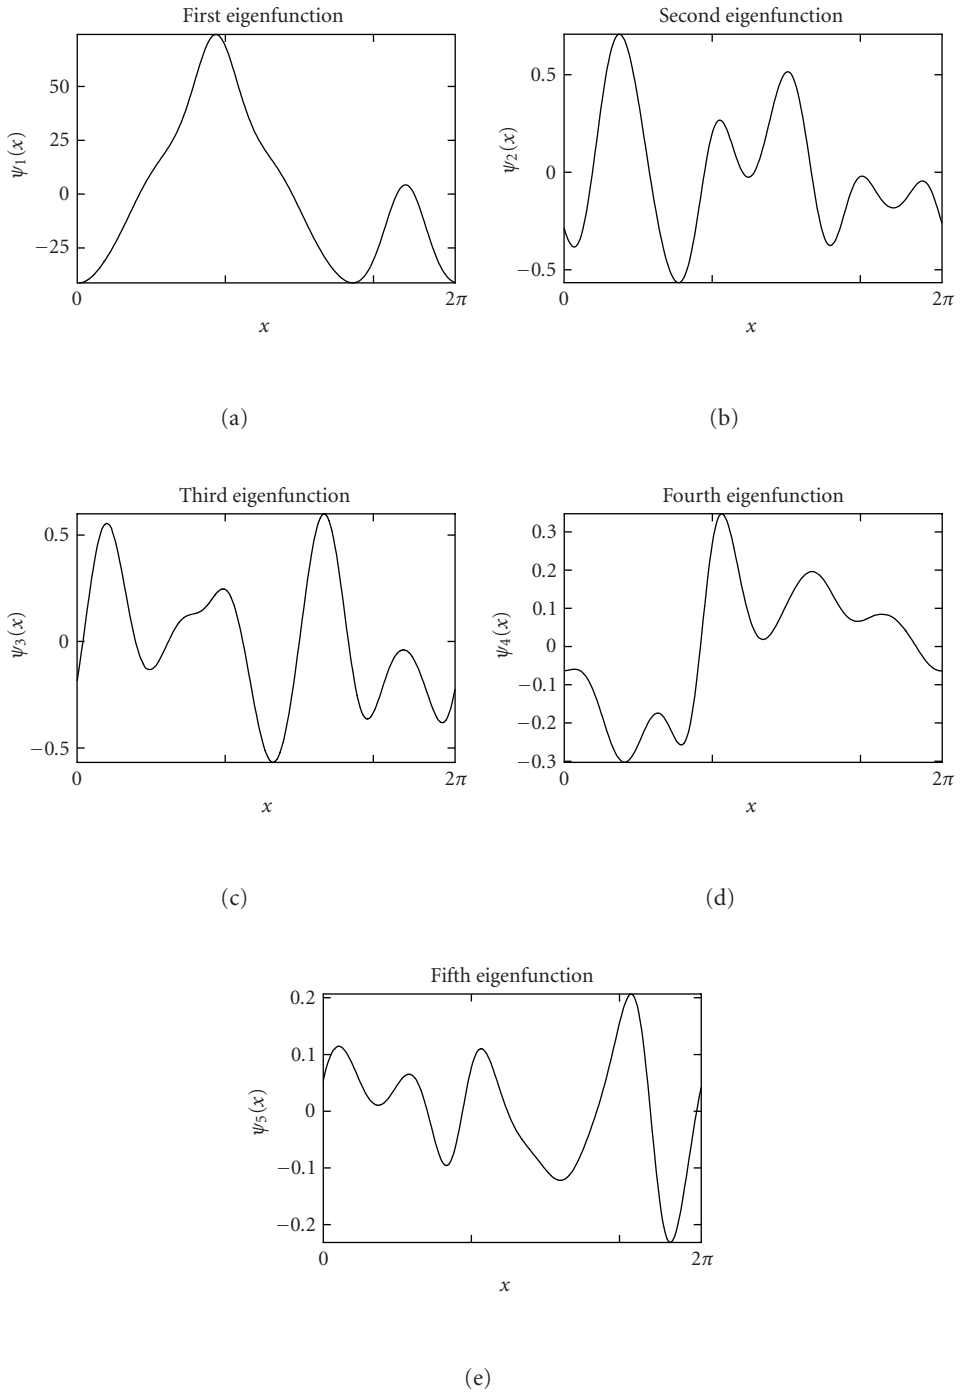 First eigenfunction
50
25
0
−25
ψ1(x)
0
2π
x
(a)
Second eigenfunction
0.5
0
−0.5
ψ2(x)
0
2π
x
(b)
Third eigenfunction
0.5
0
−0.5
ψ3(x)
0
2π
x
(c)
Fourth eigenfunction
0.3
0.2
0.1
0
−0.1
−0.2
−0.3
ψ4(x)
0
2π
x
(d)
Fifth eigenfunction
0.2
0.1
0
−0.1
−0.2
ψ5(x)
0
2π
x
(e)